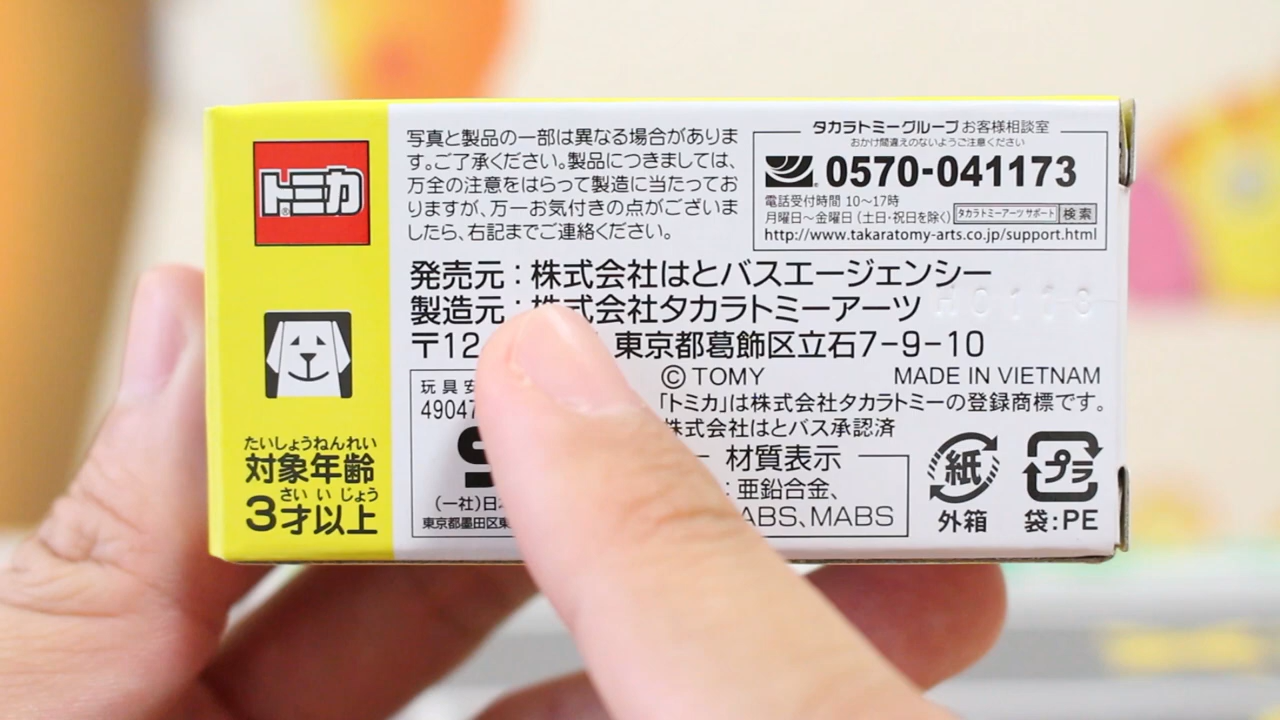 トミカ
®
たいしょうねんれい
対象年齢
さい い じょう
3才以上
写真と製品の一部は異なる場合がありま
す。ご了承ください。製品につきましては、
万全の注意をはらって製造に当たってお
りますが、万一お気付きの点がございま
したら、右記までご連絡ください。
タカラトミーグループお客様相談室
おかけ間違えのないようご注意ください
0570-041173
電話受付時間 10〜17時
月曜日〜金曜日(土日・祝日を除く) タカラトミーアーツ サポート 検索
http://www.takaratomy-arts.co.jp/support.html
発売元:株式会社はとバスエージェンシー
製造元:株式会社タカラトミーアーツ
〒12 東京都葛飾区立石7-9-10
© TOMY MADE IN VIETNAM
「トミカ」は株式会社タカラトミーの登録商標です。
株式会社はとバス承認済
玩具安
49047
(一社)日本
東京都墨田区東
材質表示
:亜鉛合金、
ABS、MABS
紙
外箱
プラ
袋:PE